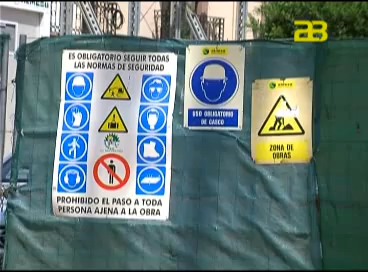 ES OBLIGATORIO SEGUIR TODAS
LAS NORMAS DE SEGURIDAD
PROHIBIDO EL PASO A TODA
PERSONA AJENA A LA OBRA
USO OBLIGATORIO
DE CASCO
ZONA DE
OBRAS